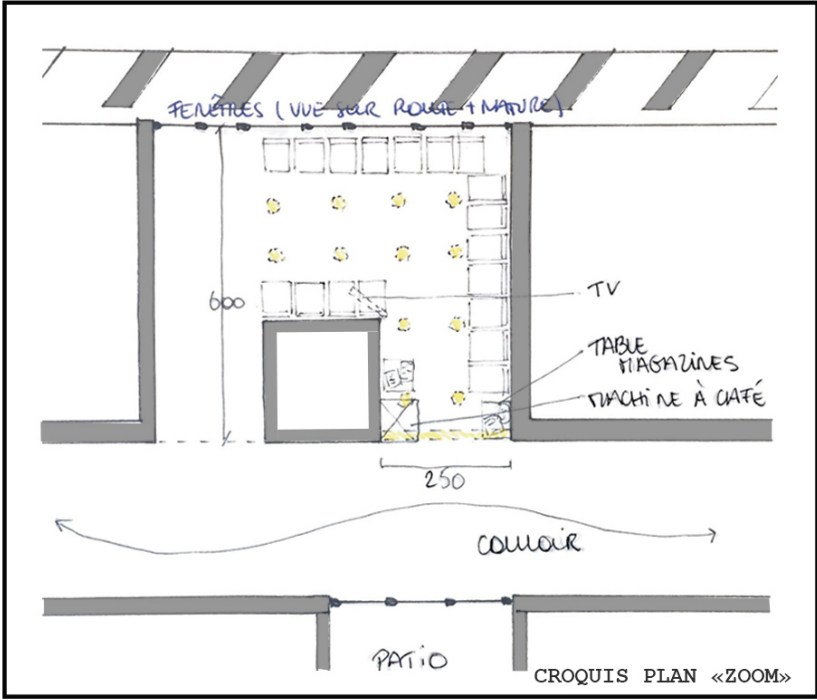 FENÊTRES (VUE SUR ROUTE + NATURE)
600
TV
TABLE
MAGAZINES
MACHINE À CAFÉ
250
COULOIR
PATIO
CROQUIS PLAN «ZOOM»